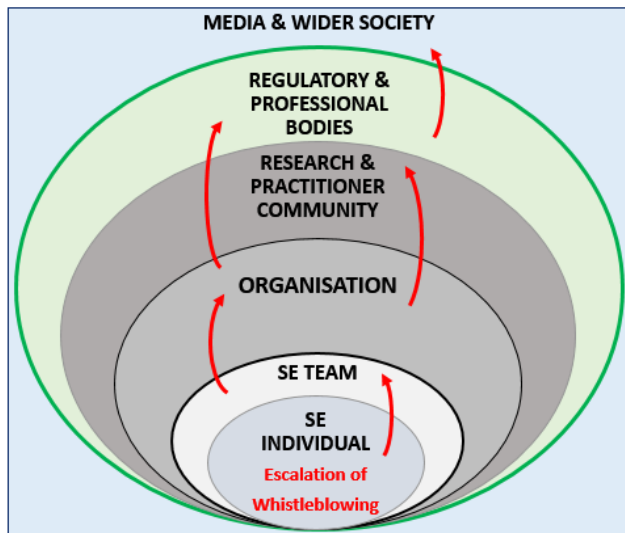 MEDIA & WIDER SOCIETY
REGULATORY &
PROFESSIONAL
BODIES
RESEARCH &
PRACTITIONER
COMMUNITY
ORGANISATION
SE TEAM
SE
INDIVIDUAL
Escalation of
Whistleblowing